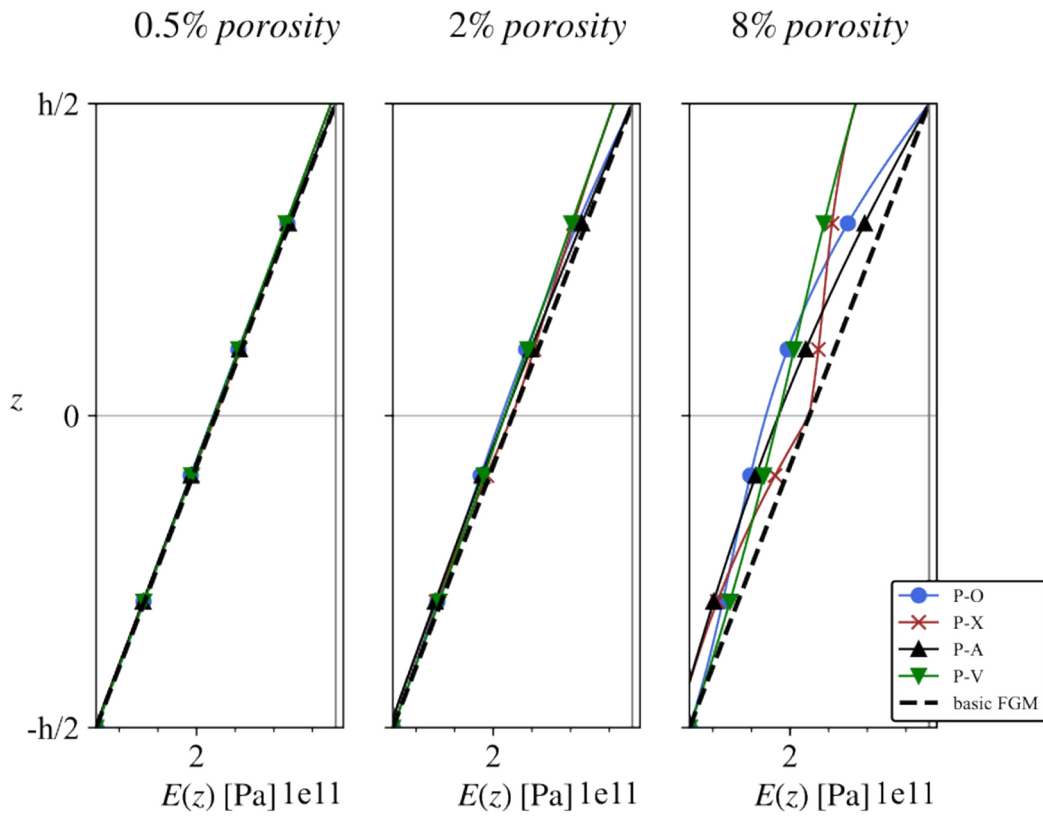 0.5% porosity
2% porosity
8% porosity
h/2
z
0
-h/2
2
2
2
E(z) [Pa] 1e11
E(z) [Pa] 1e11
E(z) [Pa] 1e11
P-O
P-X
P-A
P-V
basic FGM